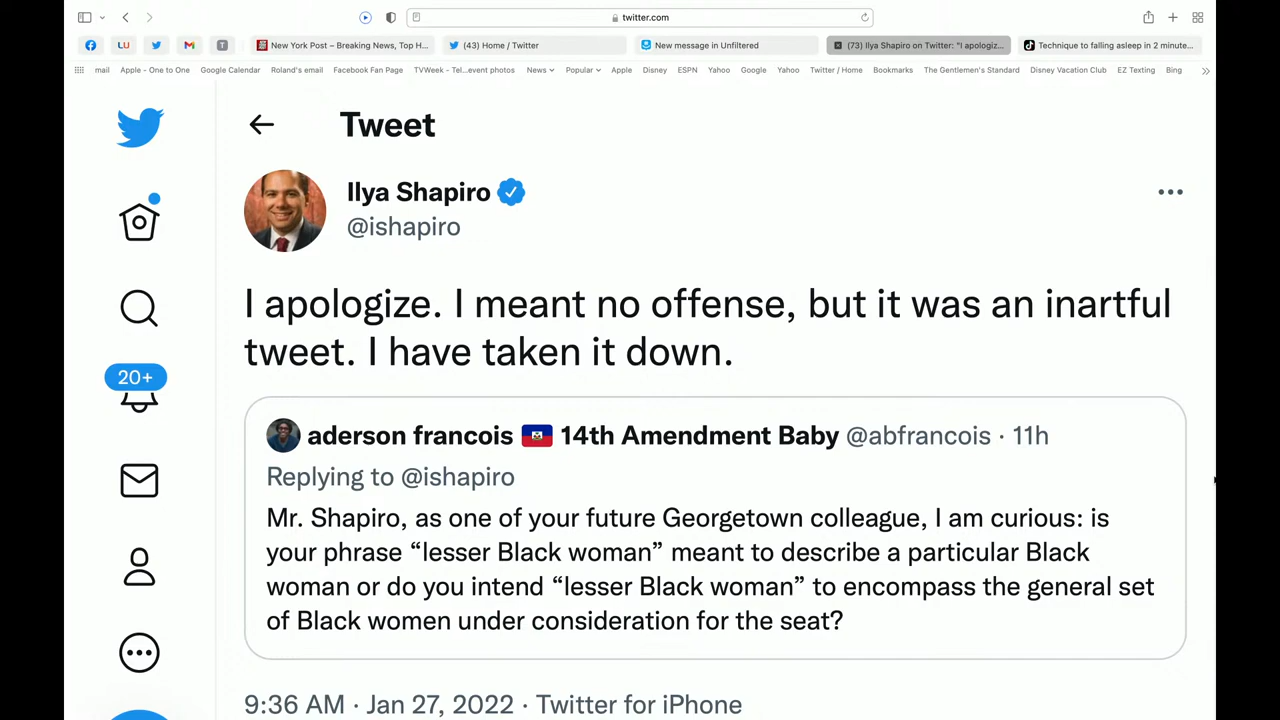 twitter.com
LU
T
New York Post – Breaking News, Top H...
(43) Home / Twitter
New message in Unfiltered
(73) Ilya Shapiro on Twitter: "I apologiz...
Technique to falling asleep in 2 minute...
mail
Apple - One to One
Google Calendar
Roland's email
Facebook Fan Page
TVWeek - Tel...event photos
News
Popular
Apple
Disney
ESPN
Yahoo
Google
Yahoo
Twitter / Home
Bookmarks
The Gentlemen's Standard
Disney Vacation Club
EZ Texting
Bing
Tweet
Ilya Shapiro
@ishapiro
I apologize. I meant no offense, but it was an inartful
tweet. I have taken it down.
20+
aderson francois 14th Amendment Baby @abfrancois · 11h
Replying to @ishapiro
Mr. Shapiro, as one of your future Georgetown colleague, I am curious: is
your phrase “lesser Black woman” meant to describe a particular Black
woman or do you intend “lesser Black woman” to encompass the general set
of Black women under consideration for the seat?
9:36 AM · Jan 27, 2022 · Twitter for iPhone